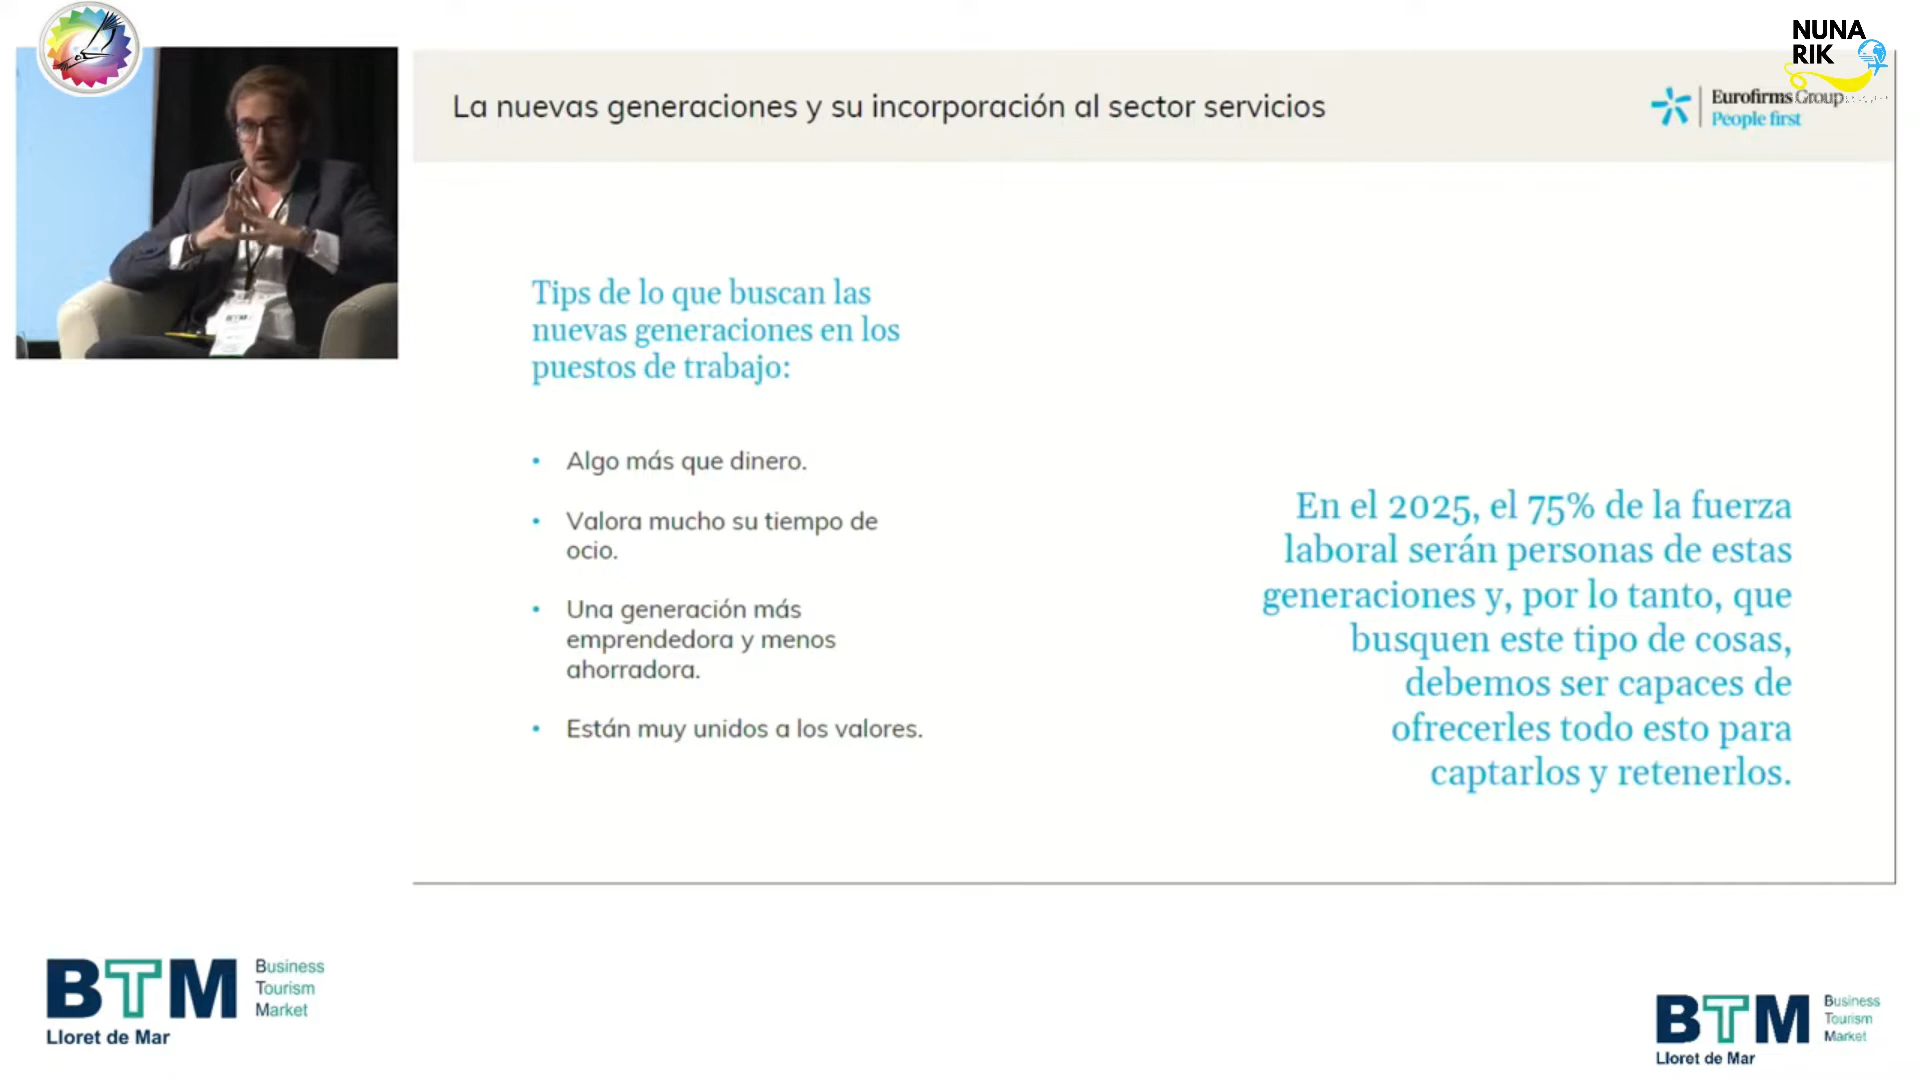 NUNA
RIK
La nuevas generaciones y su incorporación al sector servicios
Eurofirms Group
People first
Tips de lo que buscan las
nuevas generaciones en los
puestos de trabajo:
• Algo más que dinero.
• Valora mucho su tiempo de
ocio.
• Una generación más
emprendedora y menos
ahorradora.
• Están muy unidos a los valores.
En el 2025, el 75% de la fuerza
laboral serán personas de estas
generaciones y, por lo tanto, que
busquen este tipo de cosas,
debemos ser capaces de
ofrecerles todo esto para
captarlos y retenerlos.
BTM
BTM
Business
Tourism
Market
Lloret de Mar
BTM
Business
Tourism
Market
Lloret de Mar